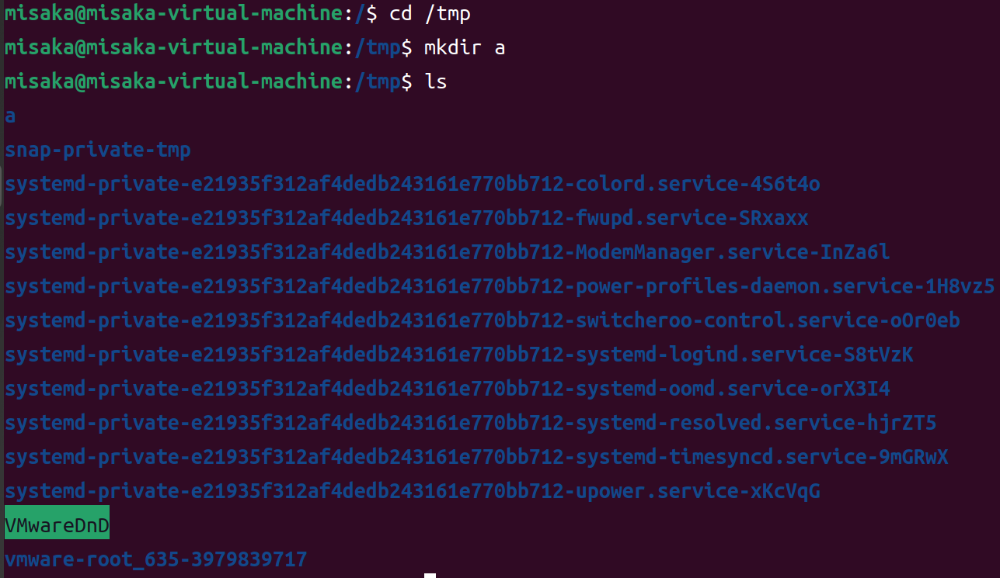 misaka@misaka-virtual-machine:/$ cd /tmp
misaka@misaka-virtual-machine:/tmp$ mkdir a
misaka@misaka-virtual-machine:/tmp$ ls
a
snap-private-tmp
systemd-private-e21935f312af4dedb243161e770bb712-colord.service-4S6t4o
systemd-private-e21935f312af4dedb243161e770bb712-fwupd.service-SRxaxx
systemd-private-e21935f312af4dedb243161e770bb712-ModemManager.service-InZa6l
systemd-private-e21935f312af4dedb243161e770bb712-power-profiles-daemon.service-1H8vz5
systemd-private-e21935f312af4dedb243161e770bb712-switcheroo-control.service-oOr0eb
systemd-private-e21935f312af4dedb243161e770bb712-systemd-logind.service-S8tVzK
systemd-private-e21935f312af4dedb243161e770bb712-systemd-oomd.service-orX3I4
systemd-private-e21935f312af4dedb243161e770bb712-systemd-resolved.service-hjrZT5
systemd-private-e21935f312af4dedb243161e770bb712-systemd-timesyncd.service-9mGRwX
systemd-private-e21935f312af4dedb243161e770bb712-upower.service-xKcVqG
VMwareDnD
vmware-root_635-3979839717